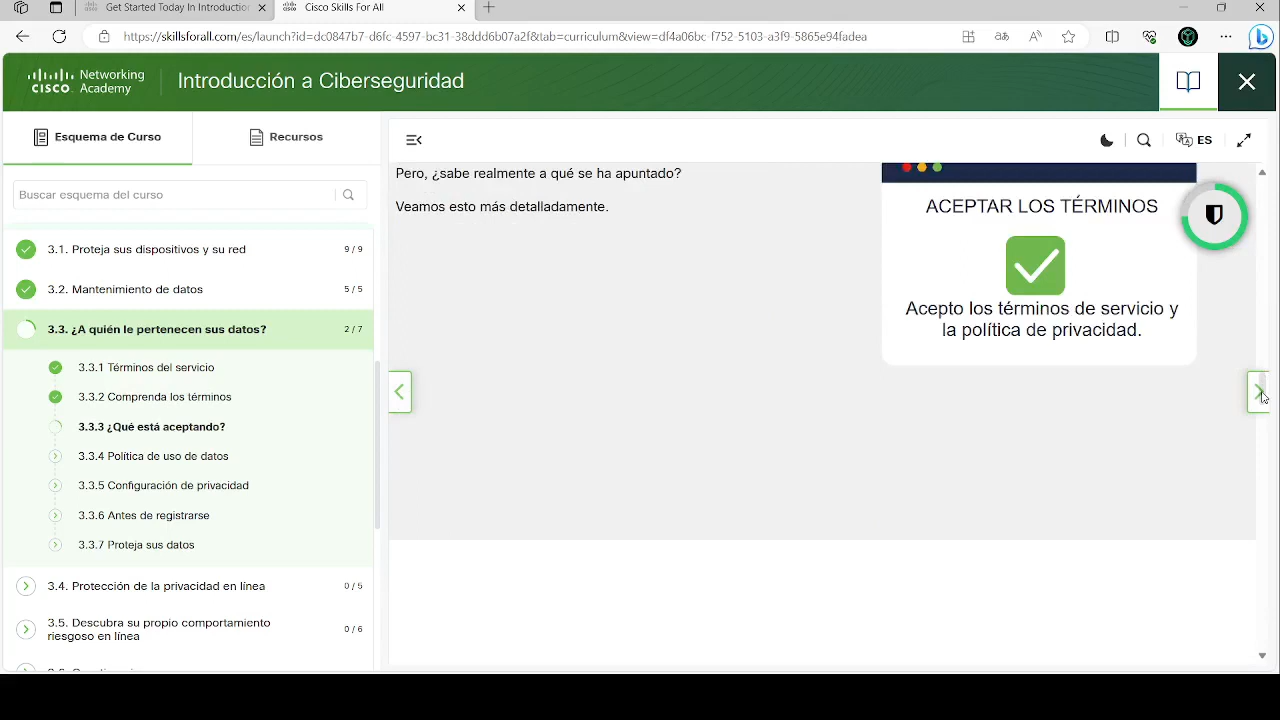 Get Started Today In Introduction
Cisco Skills For All
https://skillsforall.com/es/launch?id=dc0847b7-d6fc-4597-bc31-38ddd6b07a2f&tab=curriculum&view=df4a06bc-f752-5103-a3f9-5865e94fadea
CISCO Networking Academy
Introducción a Ciberseguridad
Esquema de Curso
Recursos
ES
Buscar esquema del curso
3.1. Proteja sus dispositivos y su red 9 / 9
3.2. Mantenimiento de datos 5 / 5
3.3. ¿A quién le pertenecen sus datos? 2 / 7
3.3.1 Términos del servicio
3.3.2 Comprenda los términos
3.3.3 ¿Qué está aceptando?
3.3.4 Política de uso de datos
3.3.5 Configuración de privacidad
3.3.6 Antes de registrarse
3.3.7 Proteja sus datos
3.4. Protección de la privacidad en línea 0 / 5
3.5. Descubra su propio comportamiento
riesgoso en línea 0 / 6
Pero, ¿sabe realmente a qué se ha apuntado?
Veamos esto más detalladamente.
ACEPTAR LOS TÉRMINOS
Acepto los términos de servicio y
la política de privacidad.